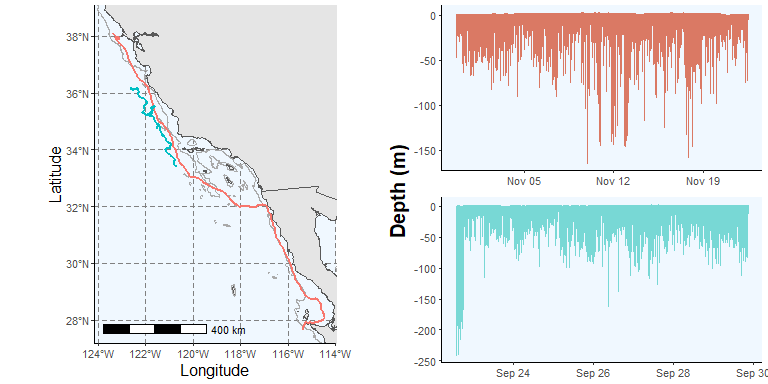 38°N
36°N
34°N
32°N
30°N
28°N
Latitude
400 km
124°W
122°W
120°W
118°W
116°W
114°W
Longitude
Depth (m)
0
-50
-100
-150
Nov 05
Nov 12
Nov 19
0
-50
-100
-150
-200
-250
Sep 24
Sep 26
Sep 28
Sep 30